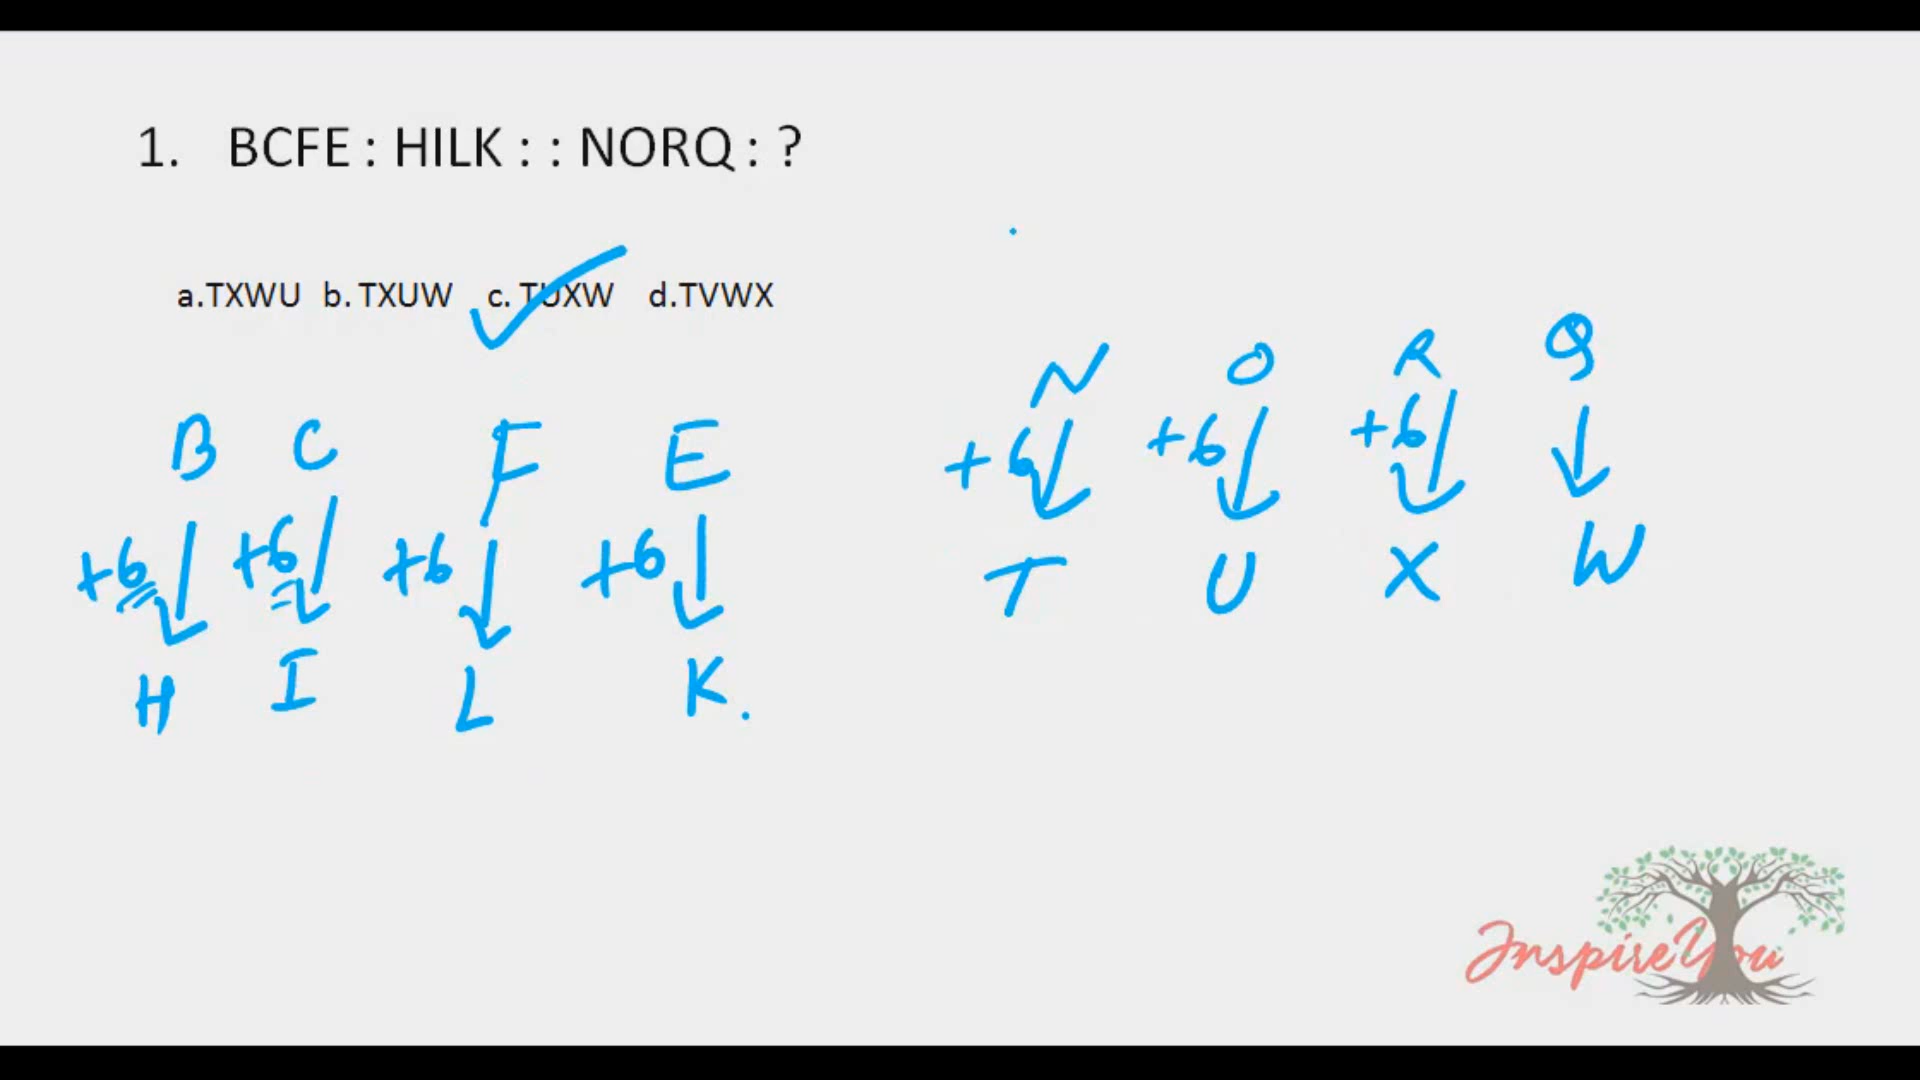 1. BCFE : HILK : : NORQ : ?
a.TXWU b. TXUW c. TUXW d.TVWX
N O R Q
+6 +6 +6
T U X W
B C F E
+6 +6 +6 +6
H I L K.
InspireYou